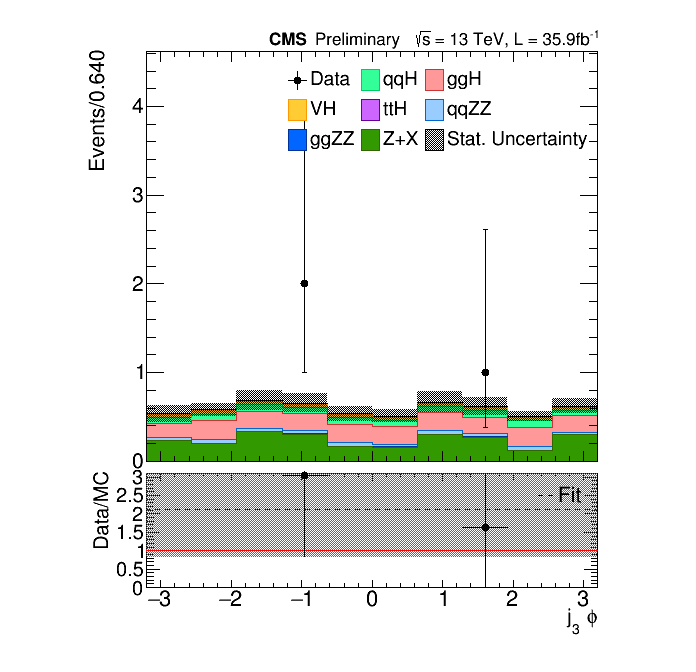 CMS Preliminary √s = 13 TeV, L = 35.9fb⁻¹
Events/0.640
Data qqH ggH
VH ttH qqZZ
ggZZ Z+X Stat. Uncertainty
4
3
2
1
0
Data/MC
3
2.5
2
1.5
1
0.5
0
Fit
−3 −2 −1 0 1 2 3
j₃ ϕ